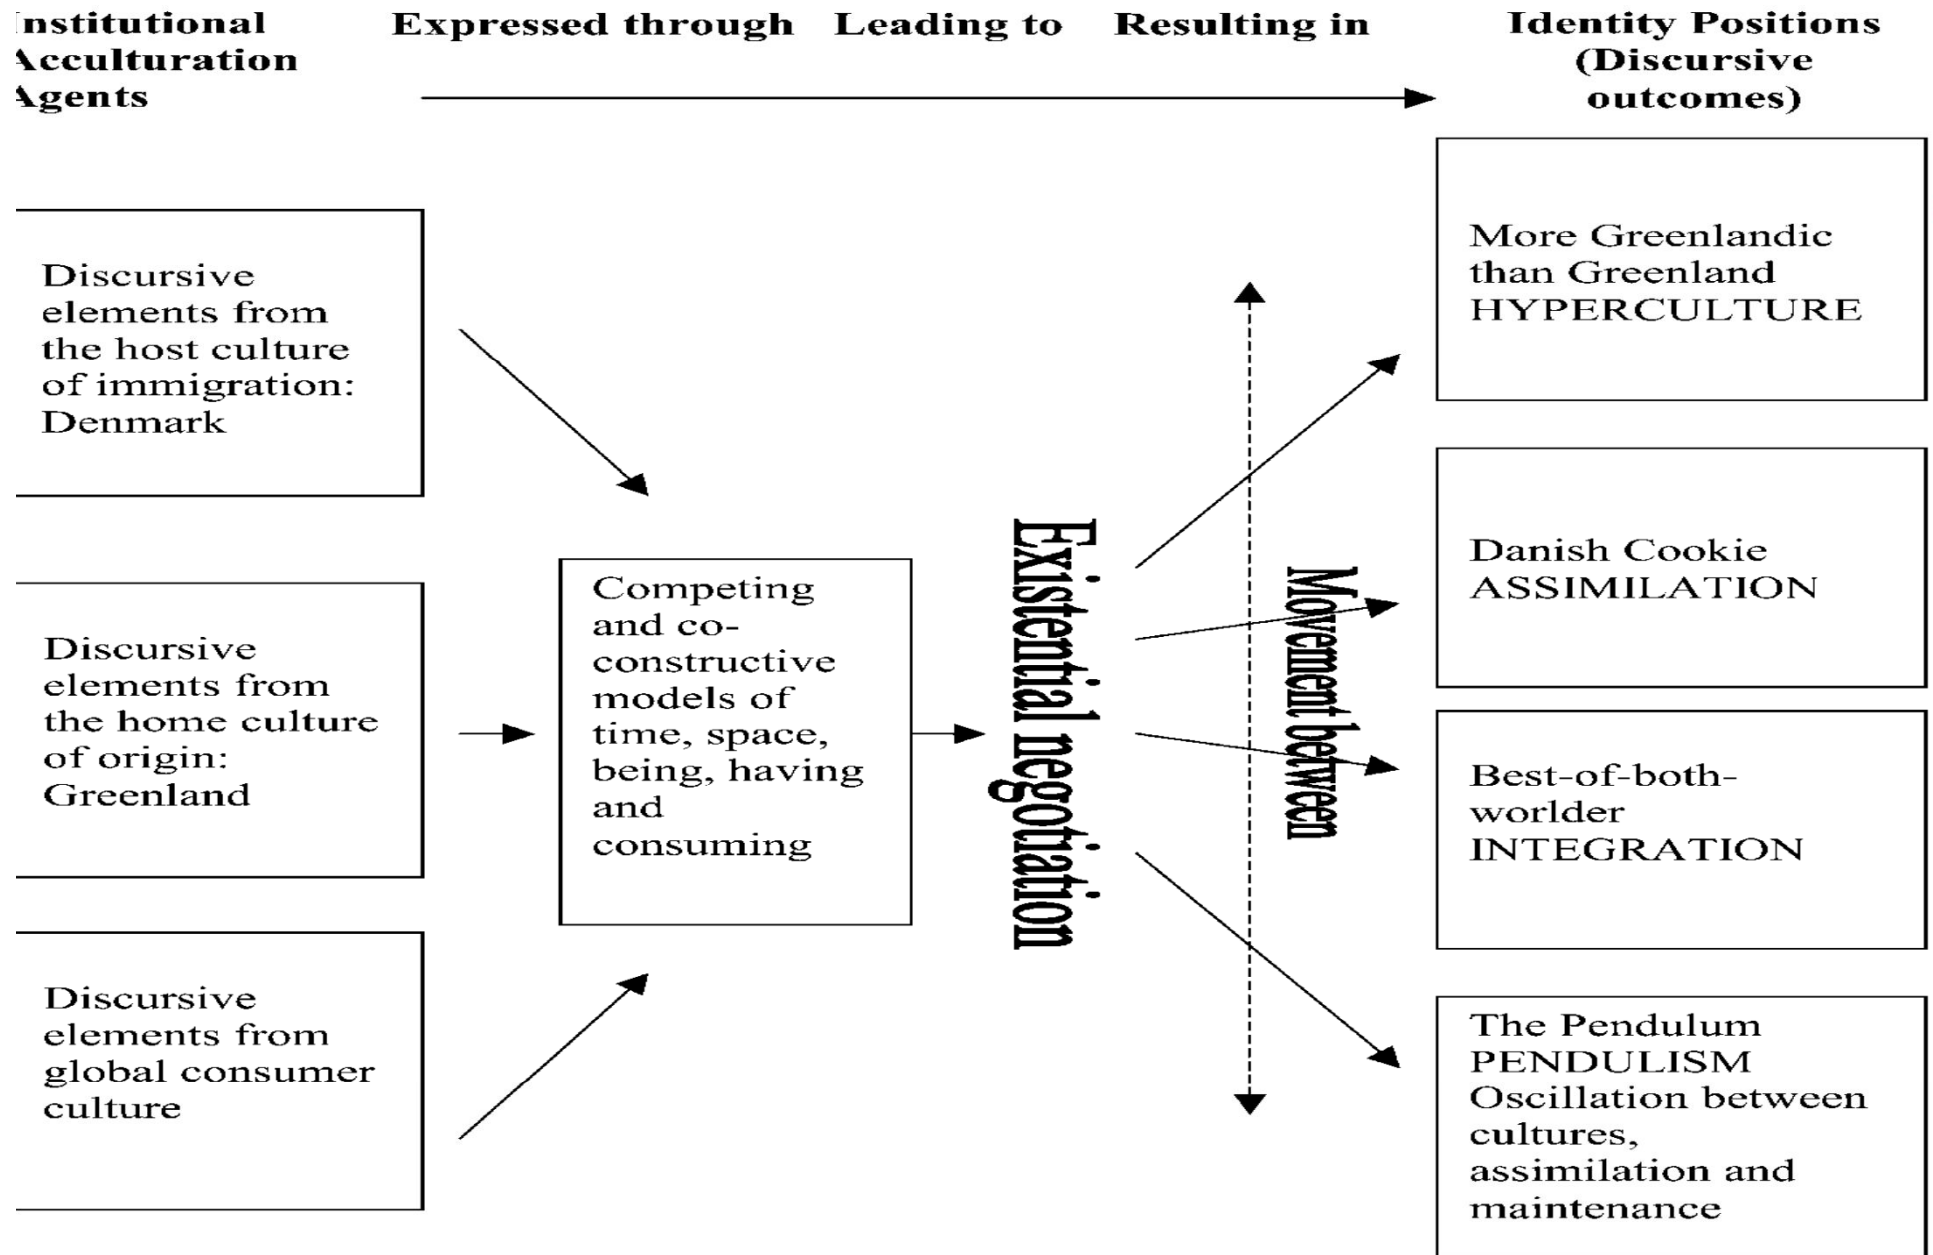 Institutional
Acculturation
Agents
Expressed through
Leading to
Resulting in
Identity Positions
(Discursive
outcomes)
Discursive
elements from
the host culture
of immigration:
Denmark
Discursive
elements from
the home culture
of origin:
Greenland
Discursive
elements from
global consumer
culture
Competing
and co-
constructive
models of
time, space,
being, having
and
consuming
Existential negotiation
Movement between
More Greenlandic
than Greenland
HYPERCULTURE
Danish Cookie
ASSIMILATION
Best-of-both-
worlder
INTEGRATION
The Pendulum
PENDULISM
Oscillation between
cultures,
assimilation and
maintenance